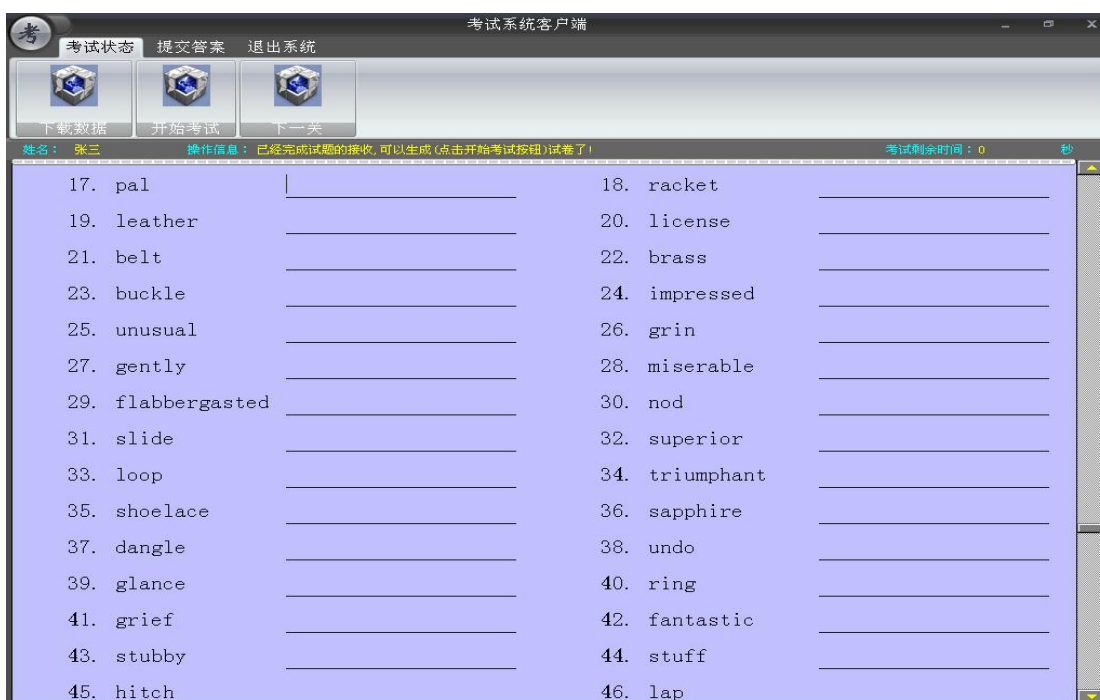 考试系统客户端
考
考试状态 提交答案 退出系统
下载数据 开始考试 下一关
姓名： 张三 操作信息： 已经完成试题的接收,可以生成(点击开始考试按钮)试卷了! 考试剩余时间：0 秒
17. pal 18. racket
19. leather 20. license
21. belt 22. brass
23. buckle 24. impressed
25. unusual 26. grin
27. gently 28. miserable
29. flabbergasted 30. nod
31. slide 32. superior
33. loop 34. triumphant
35. shoelace 36. sapphire
37. dangle 38. undo
39. glance 40. ring
41. grief 42. fantastic
43. stubby 44. stuff
45. hitch 46. lap